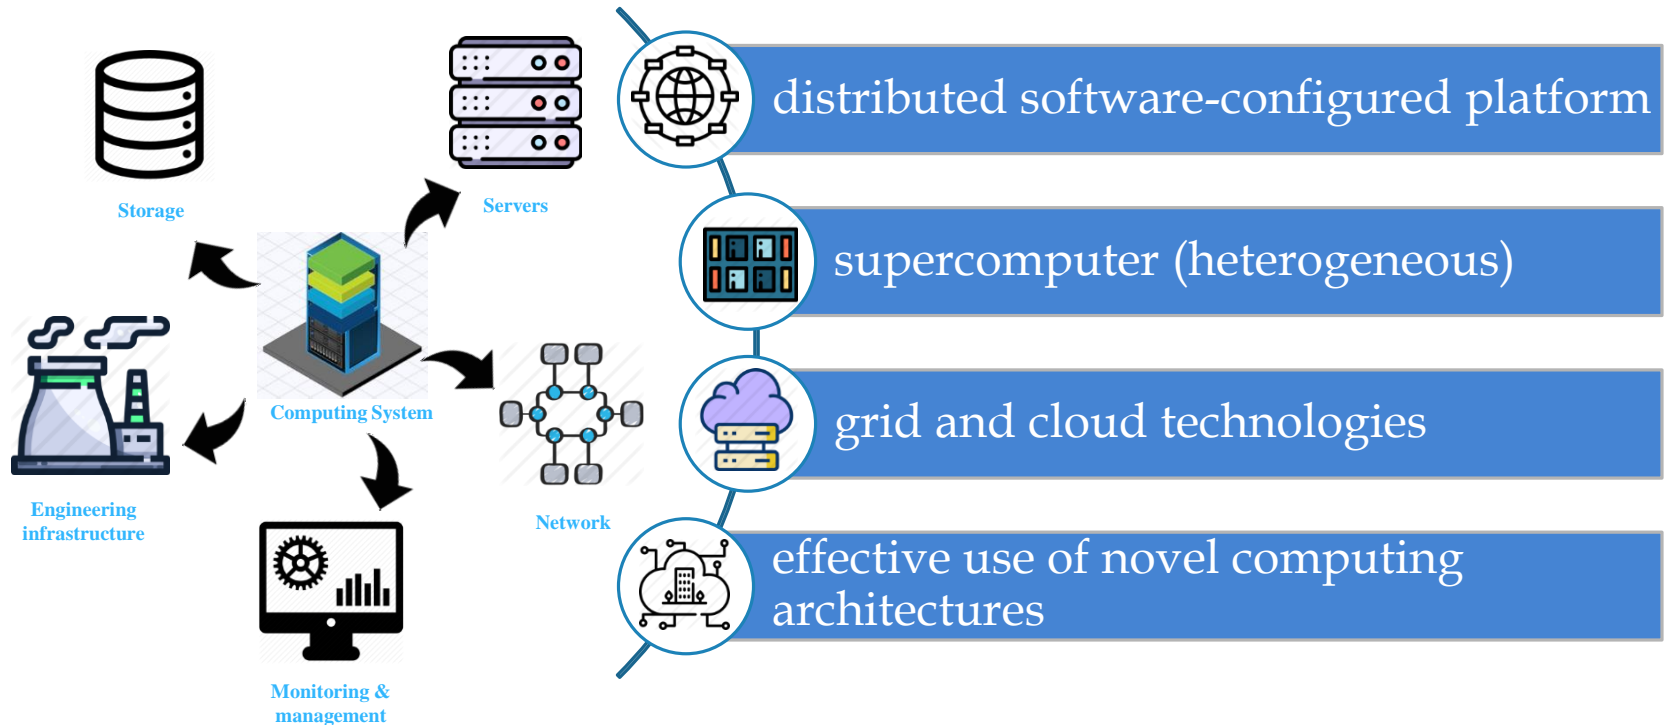 Storage
Servers
Computing System
Engineering
infrastructure
Network
Monitoring &
management
distributed software-configured platform
supercomputer (heterogeneous)
grid and cloud technologies
effective use of novel computing
architectures